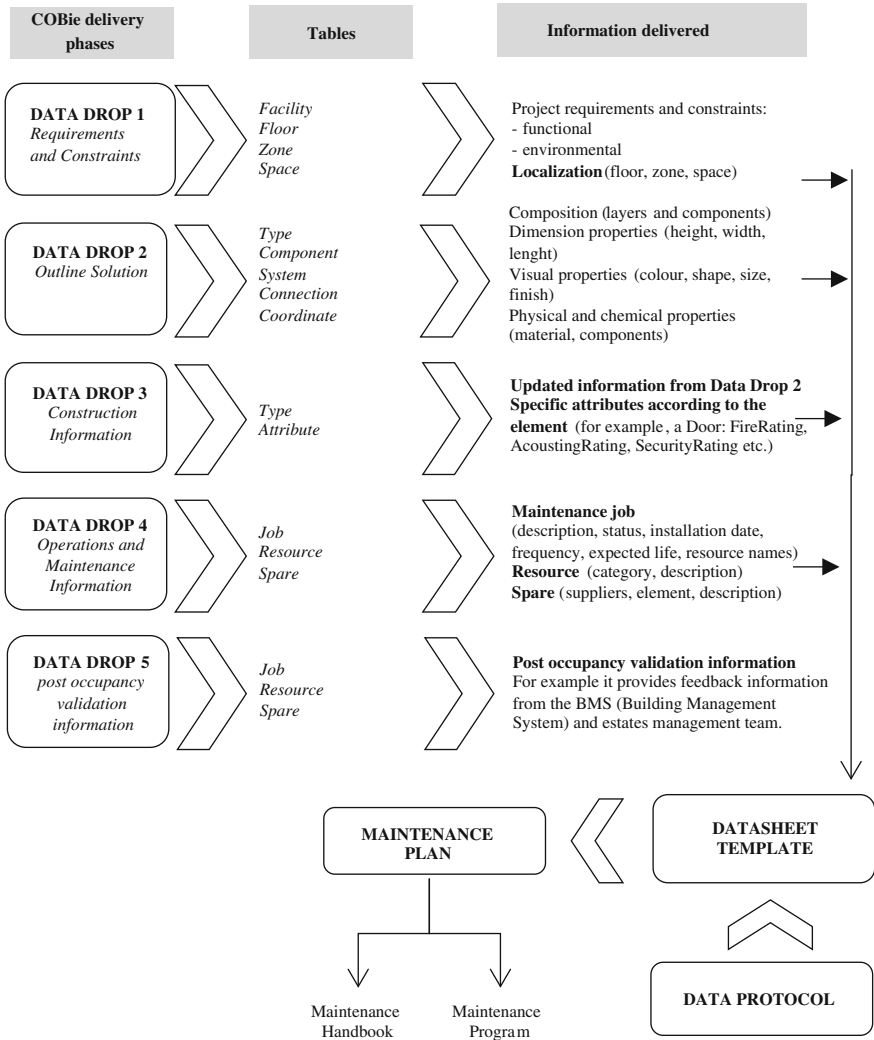 COBie delivery
phases
Tables
Information delivered
DATA DROP 1
Requirements
and Constraints
Facility
Floor
Zone
Space
Project requirements and constraints:
- functional
- environmental
Localization (floor, zone, space)
DATA DROP 2
Outline Solution
Type
Component
System
Connection
Coordinate
Composition (layers and components)
Dimension properties (height, width,
lenght)
Visual properties (colour, shape, size,
finish)
Physical and chemical properties
(material, components)
DATA DROP 3
Construction
Information
Type
Attribute
Updated information from Data Drop 2
Specific attributes according to the
element (for example, a Door: FireRating,
AcoustingRating, SecurityRating etc.)
DATA DROP 4
Operations and
Maintenance
Information
Job
Resource
Spare
Maintenance job
(description, status, installation date,
frequency, expected life, resource names)
Resource (category, description)
Spare (suppliers, element, description)
DATA DROP 5
post occupancy
validation
information
Job
Resource
Spare
Post occupancy validation information
For example it provides feedback information
from the BMS (Building Management
System) and estates management team.
MAINTENANCE
PLAN
DATASHEET
TEMPLATE
Maintenance
Handbook
Maintenance
Program
DATA PROTOCOL